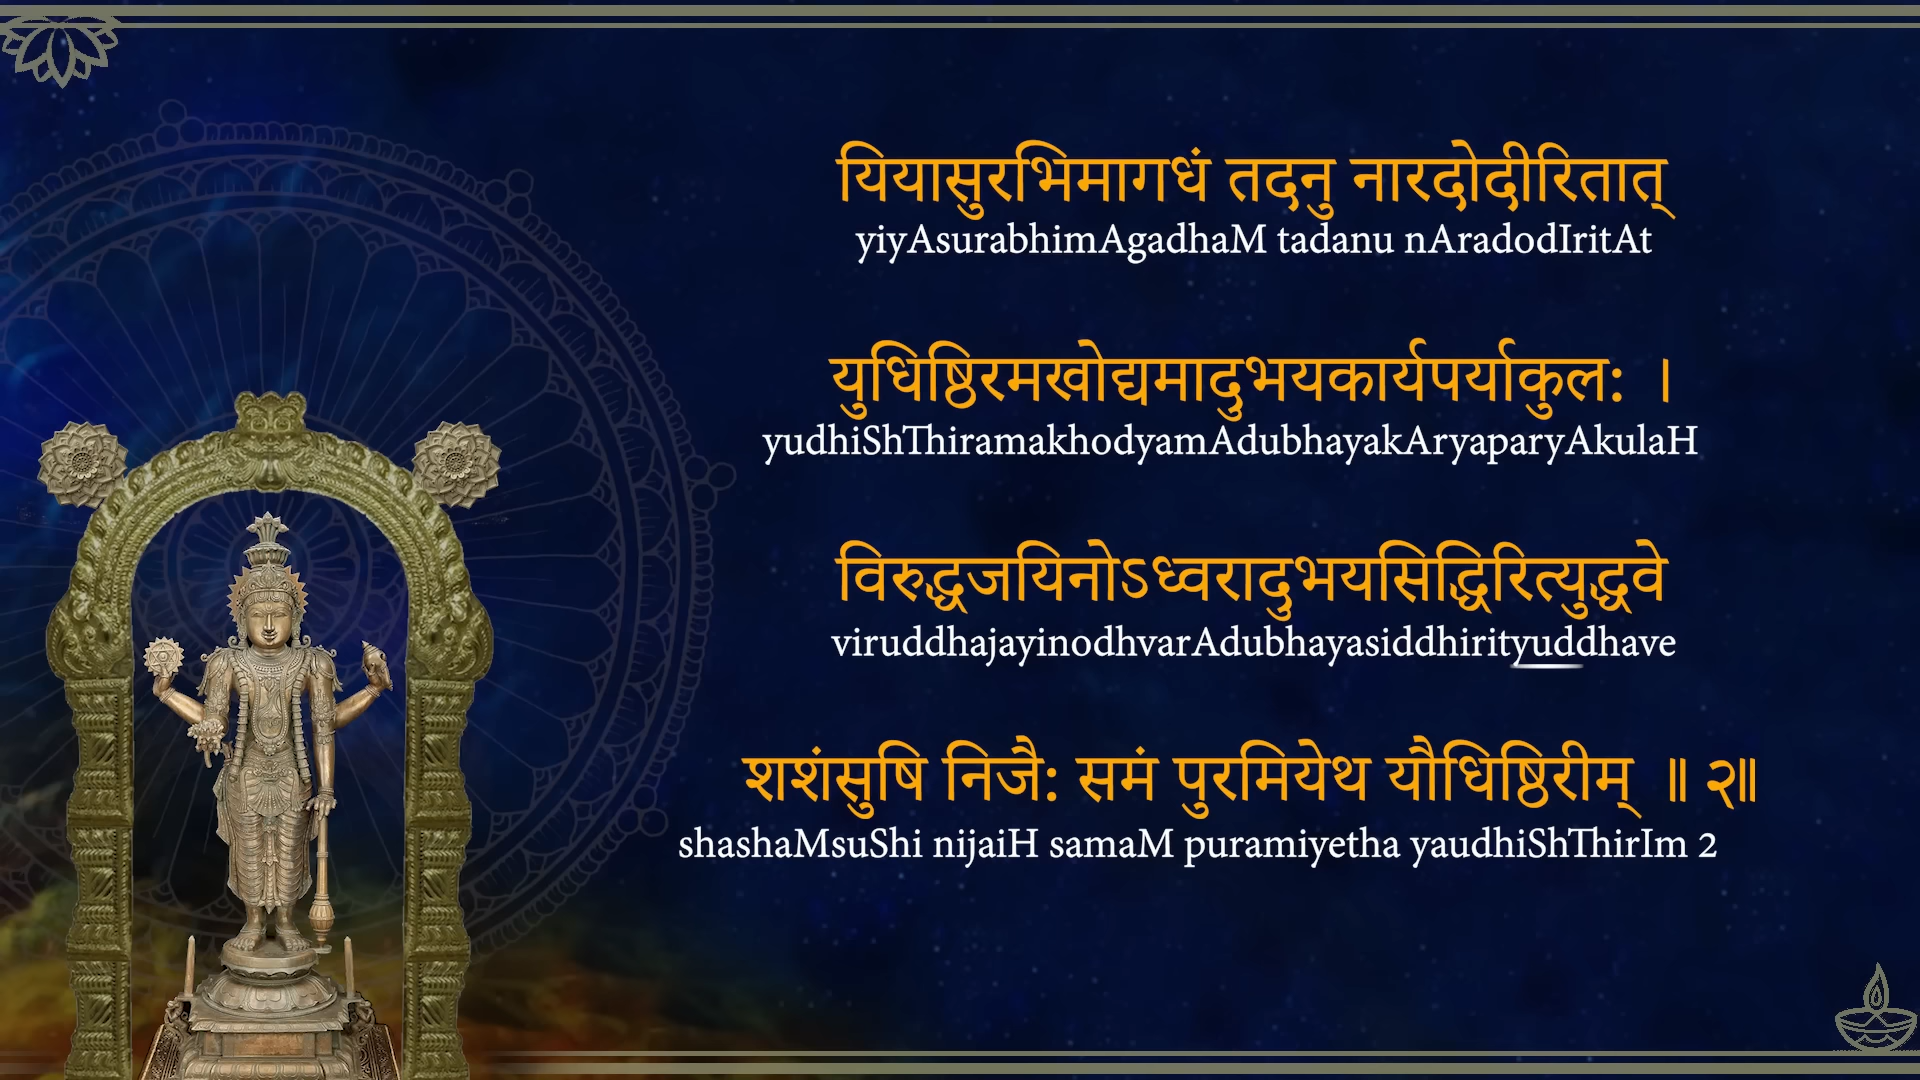 यियासुरभिमागधं तदनु नारदोदीरितात्
yiyAsurabhimAgadhaM tadanu nAradodIritAt
युधिष्ठिरमखोद्यमादुभयकार्यपर्याकुलः ।
yudhiShThiramakhodyamAdubhayakAryaparyAkulaH
विरुद्धजयिनोऽध्वरादुभयसिद्धिरित्युद्धवे
viruddhajayinodhvarAdubhayasiddhirityuddhave
शशंसुषि निजैः समं पुरमियेथ यौधिष्ठिरीम् ॥ २॥
shashaMsuShi nijaiH samaM puramiyetha yaudhiShThirIm 2